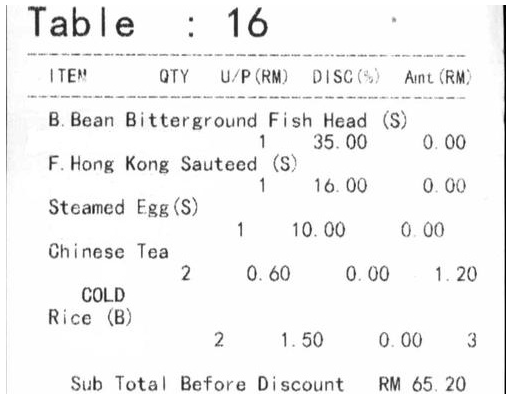 Table : 16
ITEM QTY U/P(RM) DISC(%) Amt(RM)
B.Bean Bitterground Fish Head (S)
1 35.00 0.00
F.Hong Kong Sauteed (S)
1 16.00 0.00
Steamed Egg(S)
1 10.00 0.00
Chinese Tea
2 0.60 0.00 1.20
COLD
Rice (B)
2 1.50 0.00 3
Sub Total Before Discount RM 65.20